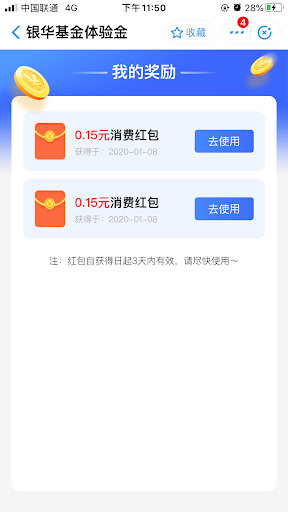 中国联通 4G 下午11:50 28%
银华基金体验金 收藏 4
我的奖励
0.15元消费红包
获得于：2020-01-08
去使用
0.15元消费红包
获得于：2020-01-08
去使用
注：红包自获得日起3天内有效，请尽快使用～